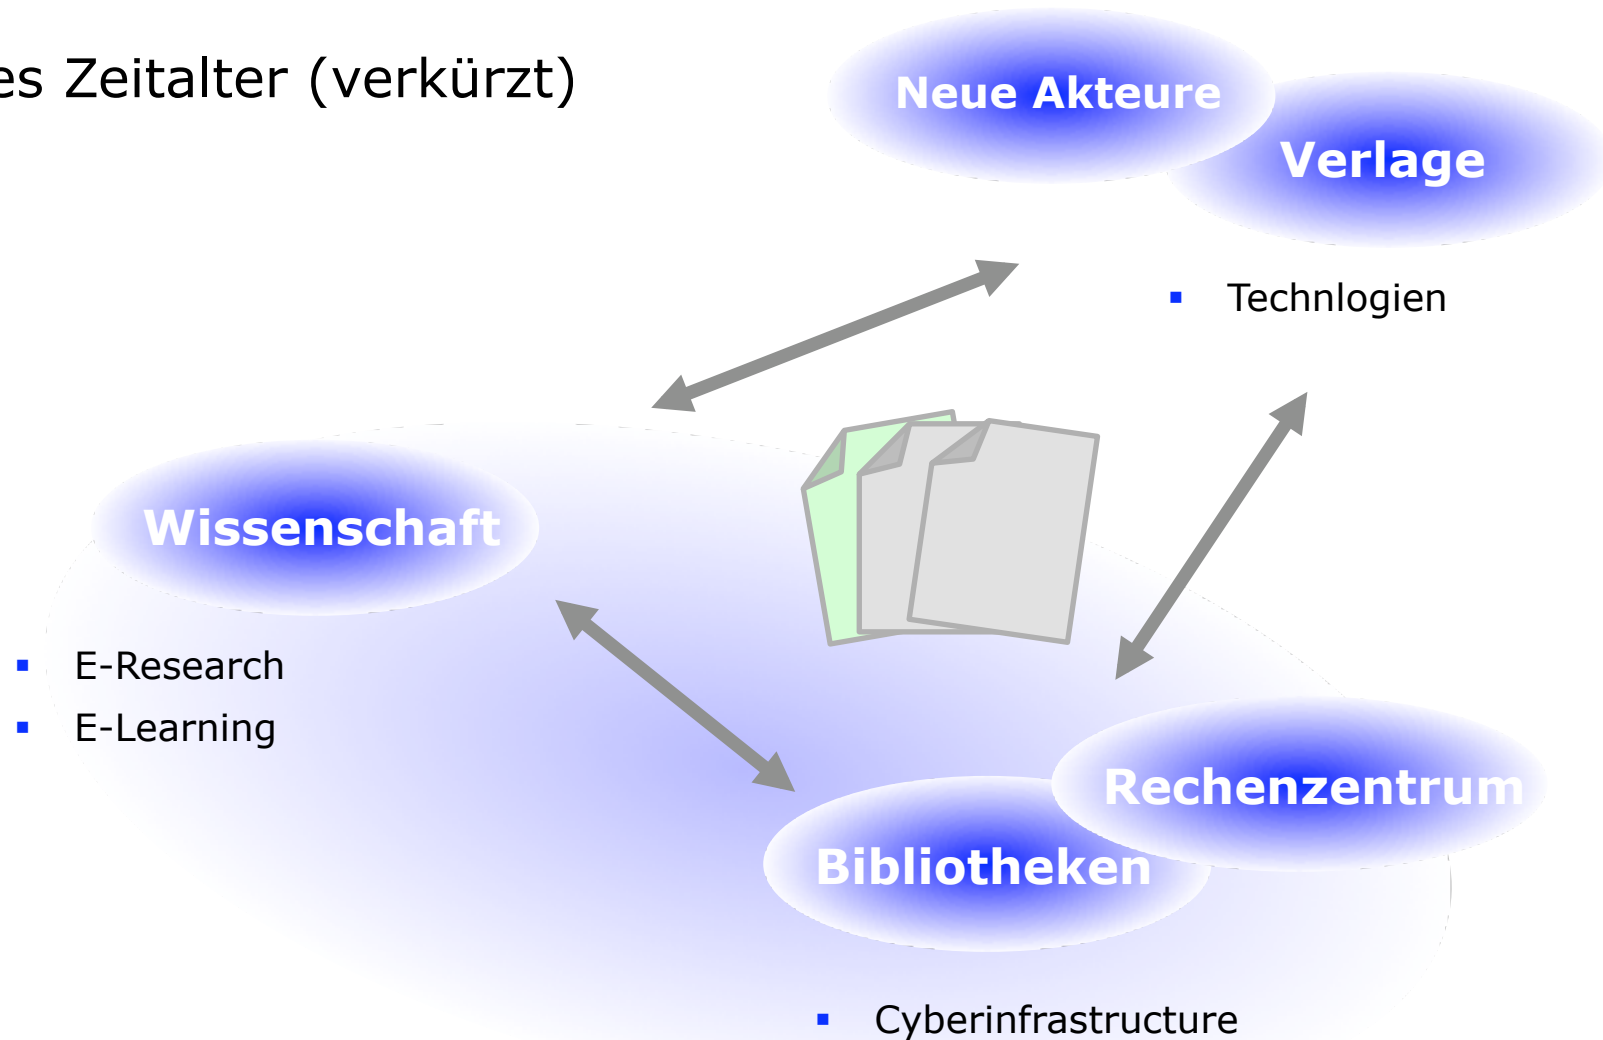 es Zeitalter (verkürzt)
Neue Akteure
Verlage
▪ Technlogien
Wissenschaft
▪ E-Research
▪ E-Learning
Rechenzentrum
Bibliotheken
▪ Cyberinfrastructure